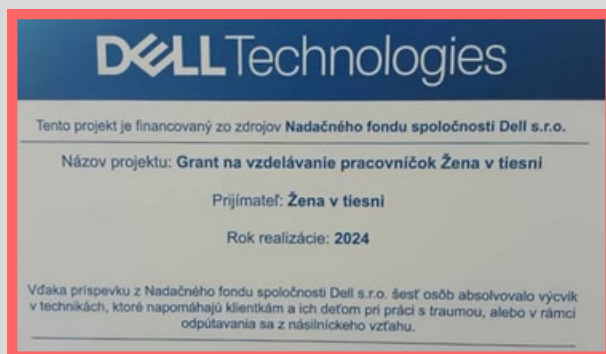 DELLTechnologies
Tento projekt je financovaný zo zdrojov Nadačného fondu spoločnosti Dell s.r.o.
Názov projektu: Grant na vzdelávanie pracovníčok Žena v tiesni
Prijímateľ: Žena v tiesni
Rok realizácie: 2024
Vďaka príspevku z Nadačného fondu spoločnosti Dell s.r.o. šesť osôb absolvovalo výcvik
v technikách, ktoré napomáhajú klientkám a ich deťom pri práci s traumou, alebo v rámci
odpútavania sa z násilníckeho vzťahu.